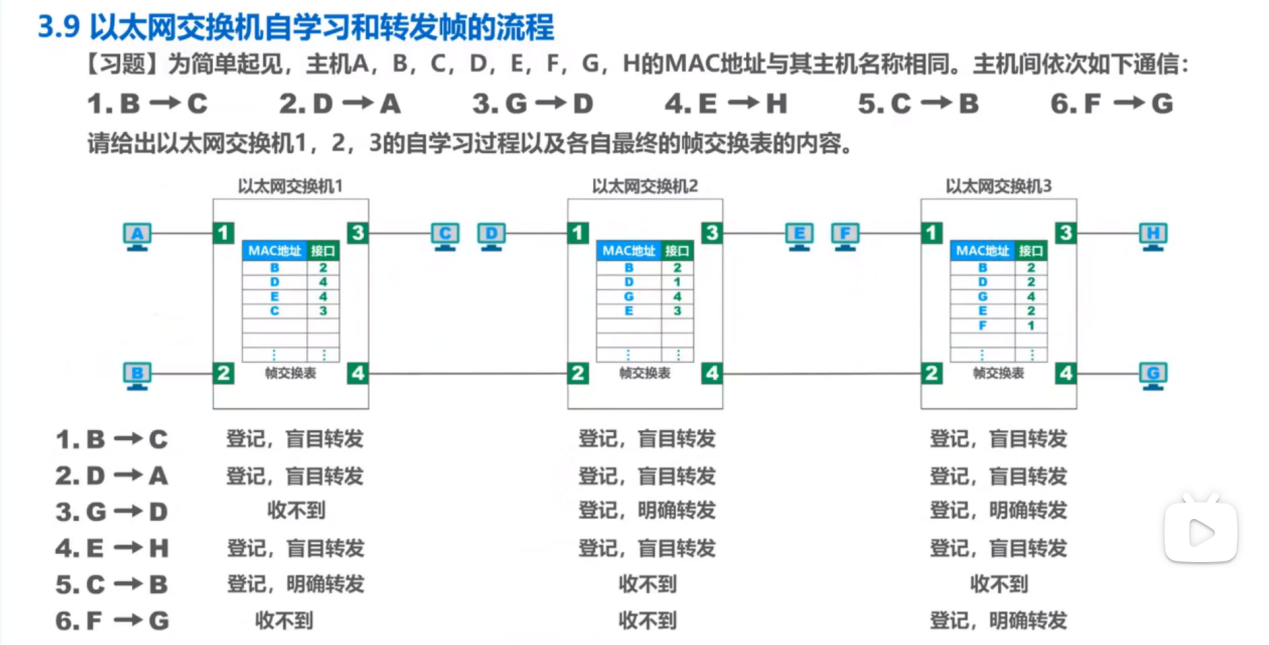 3.9 以太网交换机自学习和转发帧的流程
【习题】为简单起见，主机A，B，C，D，E，F，G，H的MAC地址与其主机名称相同。主机间依次如下通信：
1. B → C 2. D → A 3. G → D 4. E → H 5. C → B 6. F → G
请给出以太网交换机1，2，3的自学习过程以及各自最终的帧交换表的内容。
以太网交换机1 以太网交换机2 以太网交换机3
A 1 3 C D 1 3 E F 1 3 H
MAC地址 接口 MAC地址 接口 MAC地址 接口
B 2 B 2 B 2
D 4 D 1 D 2
E 4 G 4 G 4
C 3 E 3 E 2
F 1
⋮ ⋮ ⋮ ⋮ ⋮ ⋮
B 2 帧交换表 4 2 帧交换表 4 2 帧交换表 4 G
1. B → C 登记，盲目转发 登记，盲目转发 登记，盲目转发
2. D → A 登记，盲目转发 登记，盲目转发 登记，盲目转发
3. G → D 收不到 登记，明确转发 登记，明确转发
4. E → H 登记，盲目转发 登记，盲目转发 登记，盲目转发
5. C → B 登记，明确转发 收不到 收不到
6. F → G 收不到 收不到 登记，明确转发